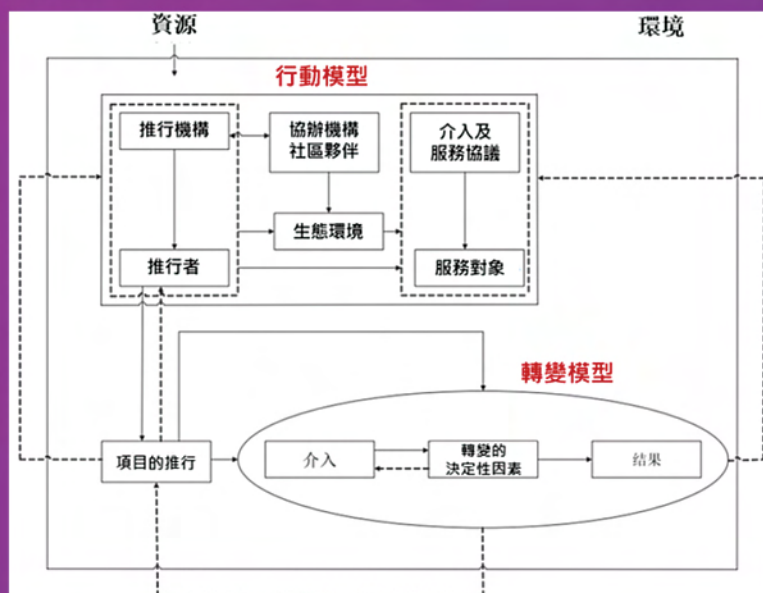 資源
環境
行動模型
推行機構
協辦機構
社區夥伴
介入及
服務協議
生態環境
推行者
服務對象
轉變模型
項目的推行
介入
轉變的
決定性因素
结果